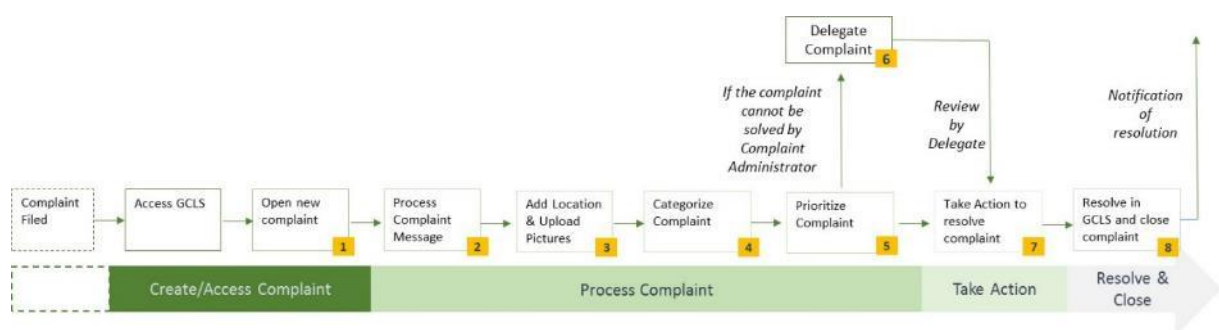 Delegate
Complaint
6
If the complaint
cannot be
solved by
Complaint
Administrator
Review
by
Delegate
Notification
of
resolution
Complaint
Filed
Access GCLS
Open new
complaint
1
Process
Complaint
Message
2
Add Location
& Upload
Pictures
3
Categorize
Complaint
4
Prioritize
Complaint
5
Take Action to
resolve
complaint
7
Resolve in
GCLS and close
complaint
8
Create/Access Complaint
Process Complaint
Take Action
Resolve &
Close